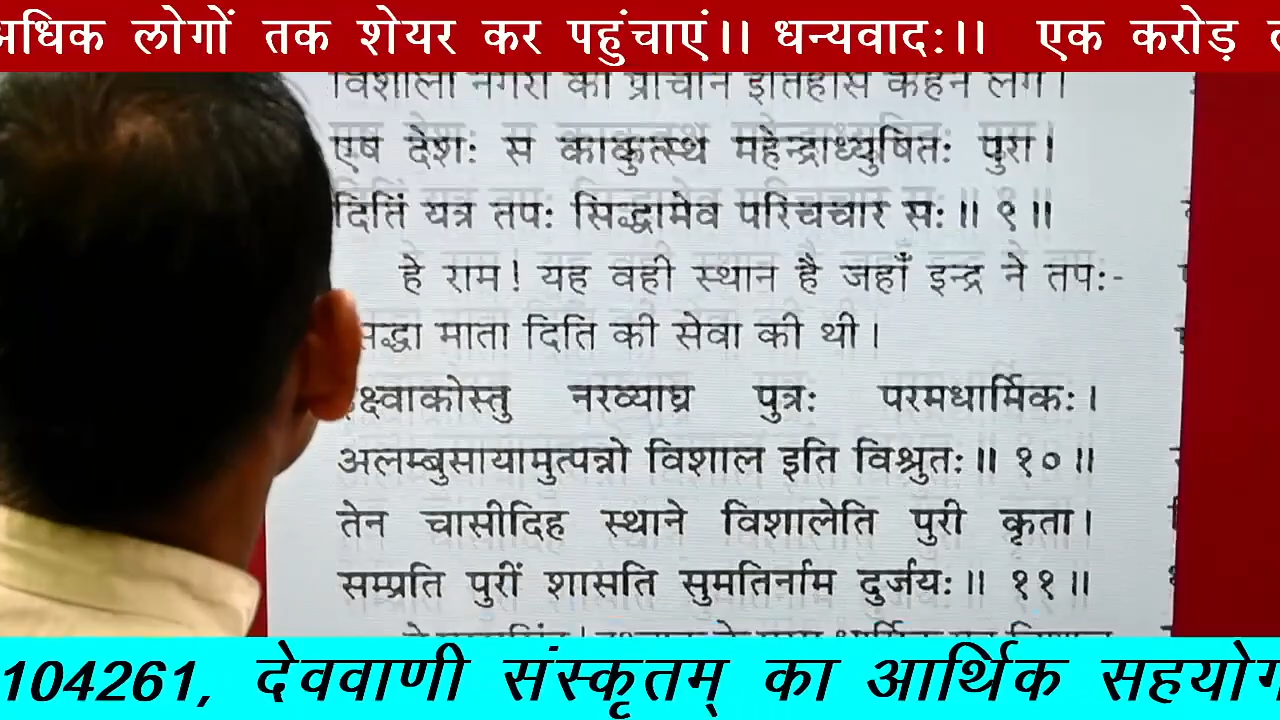 अधिक लोगों तक शेयर कर पहुंचाएं।। धन्यवादः।। एक करोड़
विशाला नगरी का प्राचीन इतिहास कहने लगे।
एष देशः स काकुत्स्थ महेन्द्राध्युषितः पुरा।
दितिं यत्र तपः सिद्धामेव परिचचार सः॥ ९॥
हे राम! यह वही स्थान है जहाँ इन्द्र ने तपः-
सिद्धा माता दिति की सेवा की थी।
इक्ष्वाकोस्तु नरव्याघ्र पुत्रः परमधार्मिकः।
अलम्बुसायामुत्पन्नो विशाल इति विश्रुतः॥ १०॥
तेन चासीदिह स्थाने विशालेति पुरी कृता।
सम्प्रति पुरीं शासति सुमतिर्नाम दुर्जयः॥ ११॥
104261, देववाणी संस्कृतम् का आर्थिक सहयोग